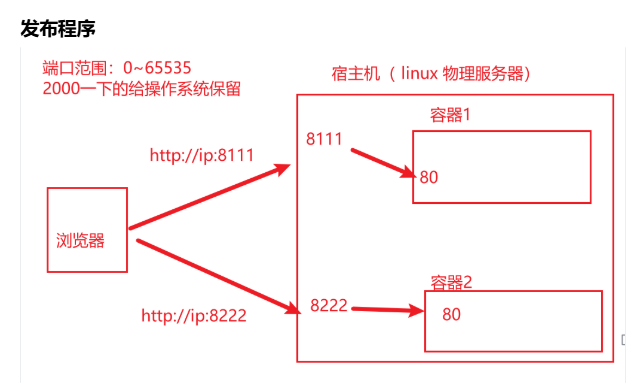 发布程序
端口范围：0~65535
2000一下的给操作系统保留
宿主机（ linux 物理服务器）
容器1
8111
http://ip:8111
80
浏览器
容器2
8222
80
http://ip:8222